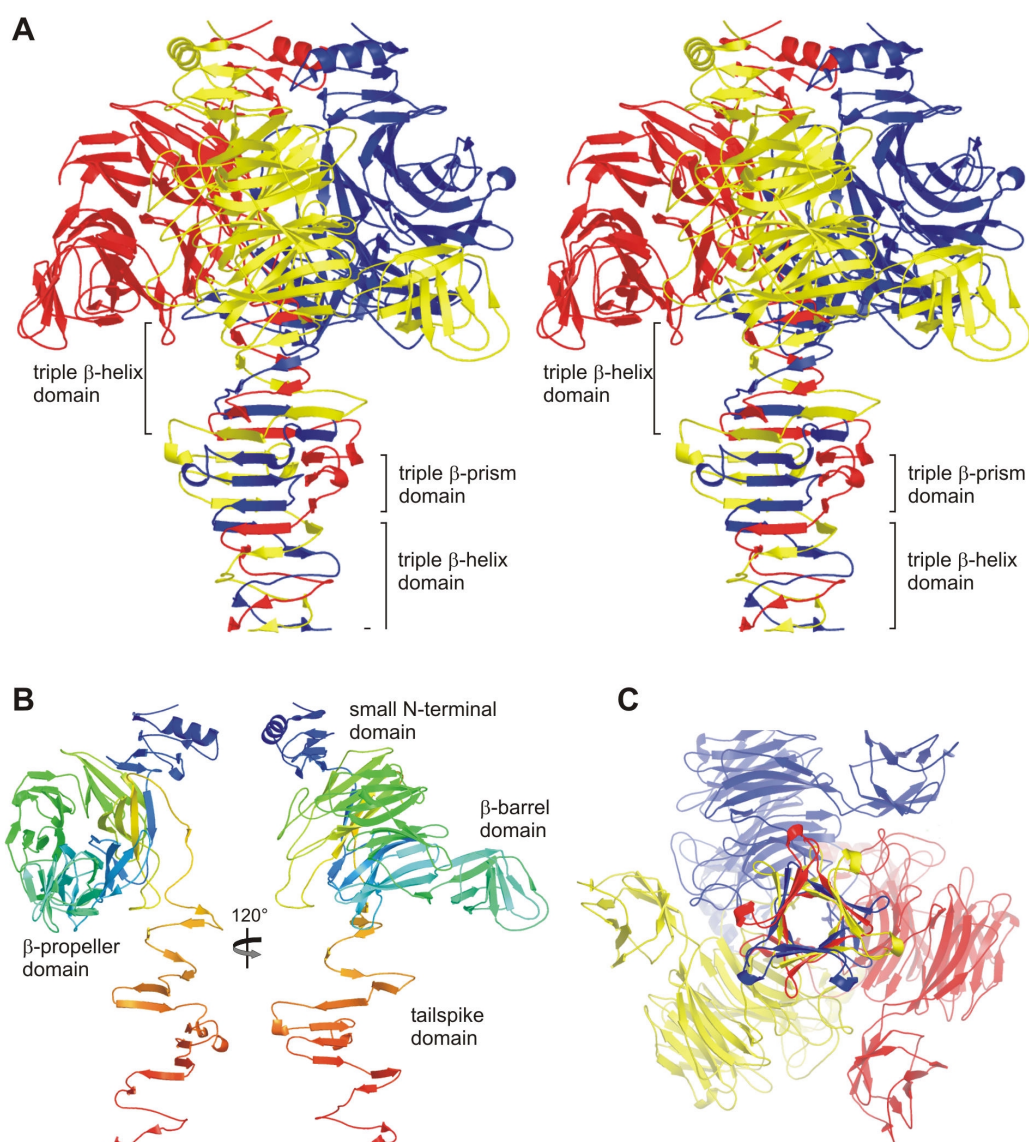 A
triple β-helix
domain
triple β-prism
domain
triple β-helix
domain
triple β-helix
domain
triple β-prism
domain
triple β-helix
domain
B
small N-terminal
domain
β-barrel
domain
β-propeller
domain
120°
tailspike
domain
C